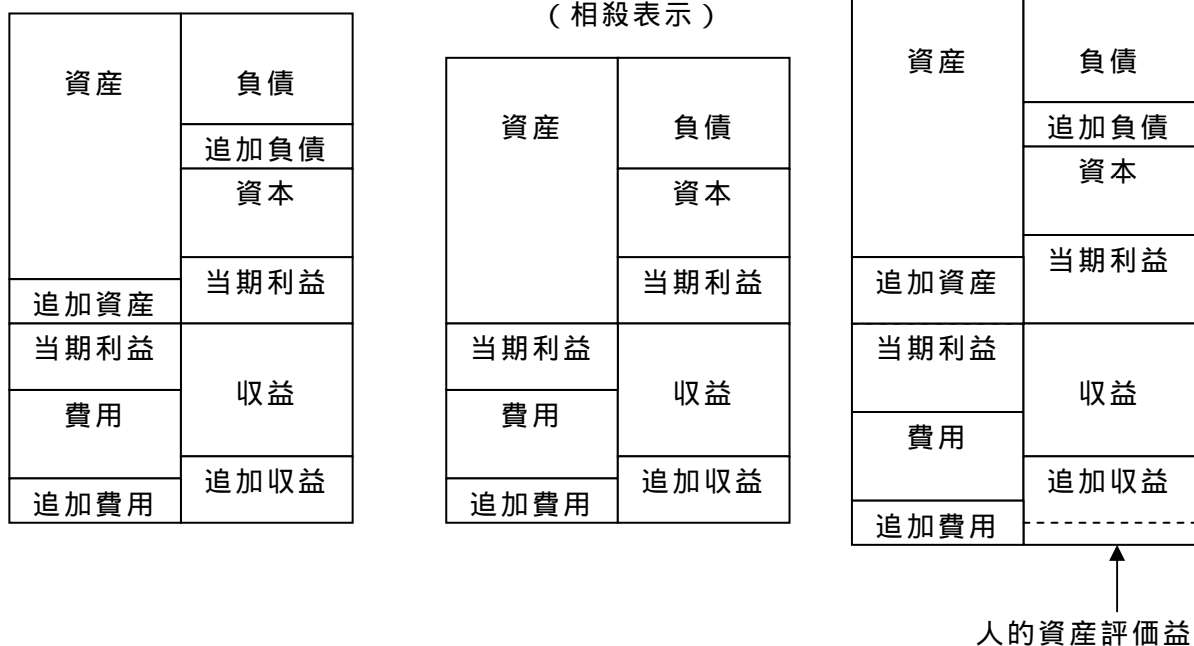 資産
負債
追加負債
資本
当期利益
追加資産
当期利益
収益
費用
追加収益
追加費用
（相殺表示）
資産
負債
資本
当期利益
当期利益
収益
費用
追加収益
追加費用
資産
負債
追加負債
資本
当期利益
追加資産
当期利益
収益
費用
追加収益
追加費用
人的資産評価益